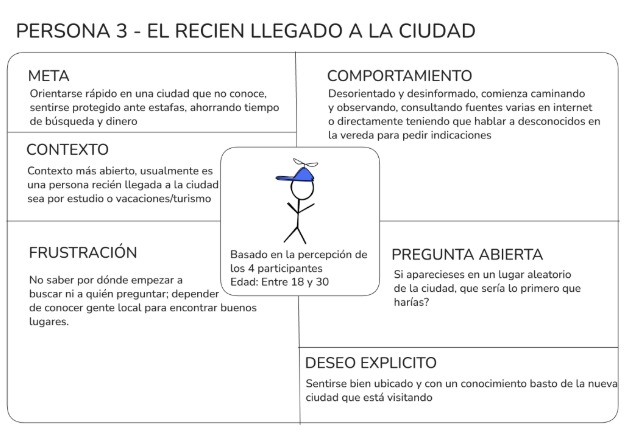 PERSONA 3 - EL RECIEN LLEGADO A LA CIUDAD
META
Orientarse rápido en una ciudad que no conoce,
sentirse protegido ante estafas, ahorrando tiempo
de búsqueda y dinero
COMPORTAMIENTO
Desorientado y desinformado, comienza caminando
y observando, consultando fuentes varias en internet
o directamente teniendo que hablar a desconocidos en
la vereda para pedir indicaciones
CONTEXTO
Contexto más abierto, usualmente es
una persona recién llegada a la ciudad
sea por estudio o vacaciones/turismo
Basado en la percepción de
los 4 participantes
Edad: Entre 18 y 30
FRUSTRACIÓN
No saber por dónde empezar a
buscar ni a quién preguntar; depender
de conocer gente local para encontrar buenos
lugares.
PREGUNTA ABIERTA
Si aparecieses en un lugar aleatorio
de la ciudad, que sería lo primero que
harías?
DESEO EXPLICITO
Sentirse bien ubicado y con un conocimiento basto de la nueva
ciudad que está visitando